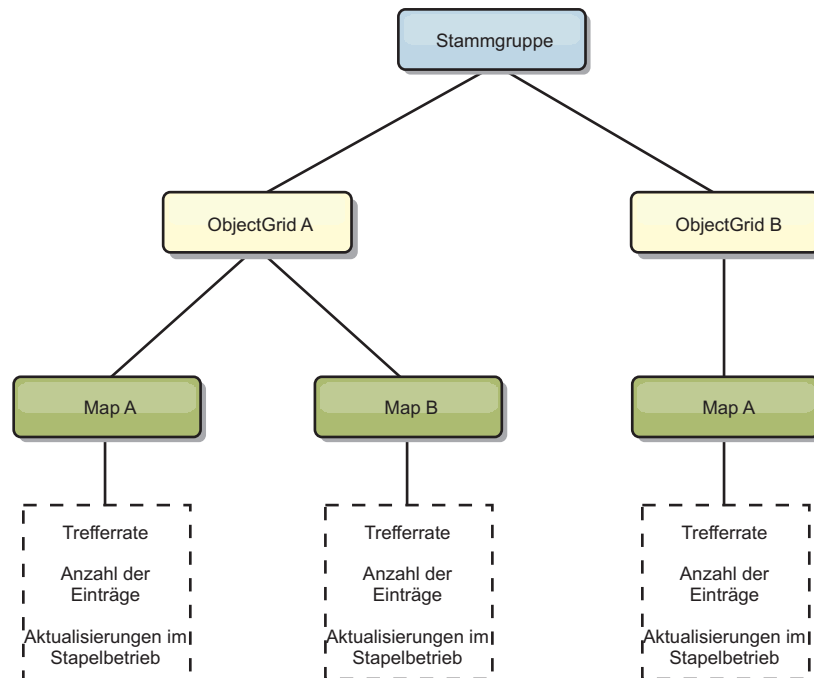 Stammgruppe
ObjectGrid A
ObjectGrid B
Map A
Map B
Map A
Trefferrate
Anzahl der
Einträge
Aktualisierungen im
Stapelbetrieb
Trefferrate
Anzahl der
Einträge
Aktualisierungen im
Stapelbetrieb
Trefferrate
Anzahl der
Einträge
Aktualisierungen im
Stapelbetrieb